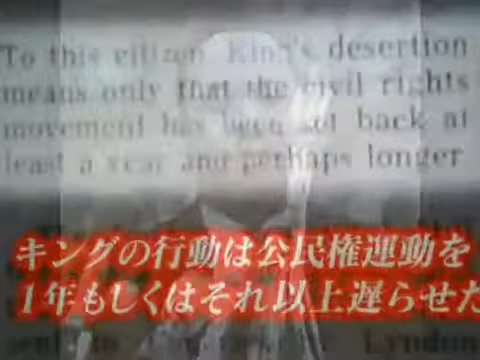 To this citizen, King's desertion
means only that the civil rights
movement has been set back at
least a year and perhaps longer
キングの行動は公民権運動を
1年もしくはそれ以上遅らせた
Lyndon